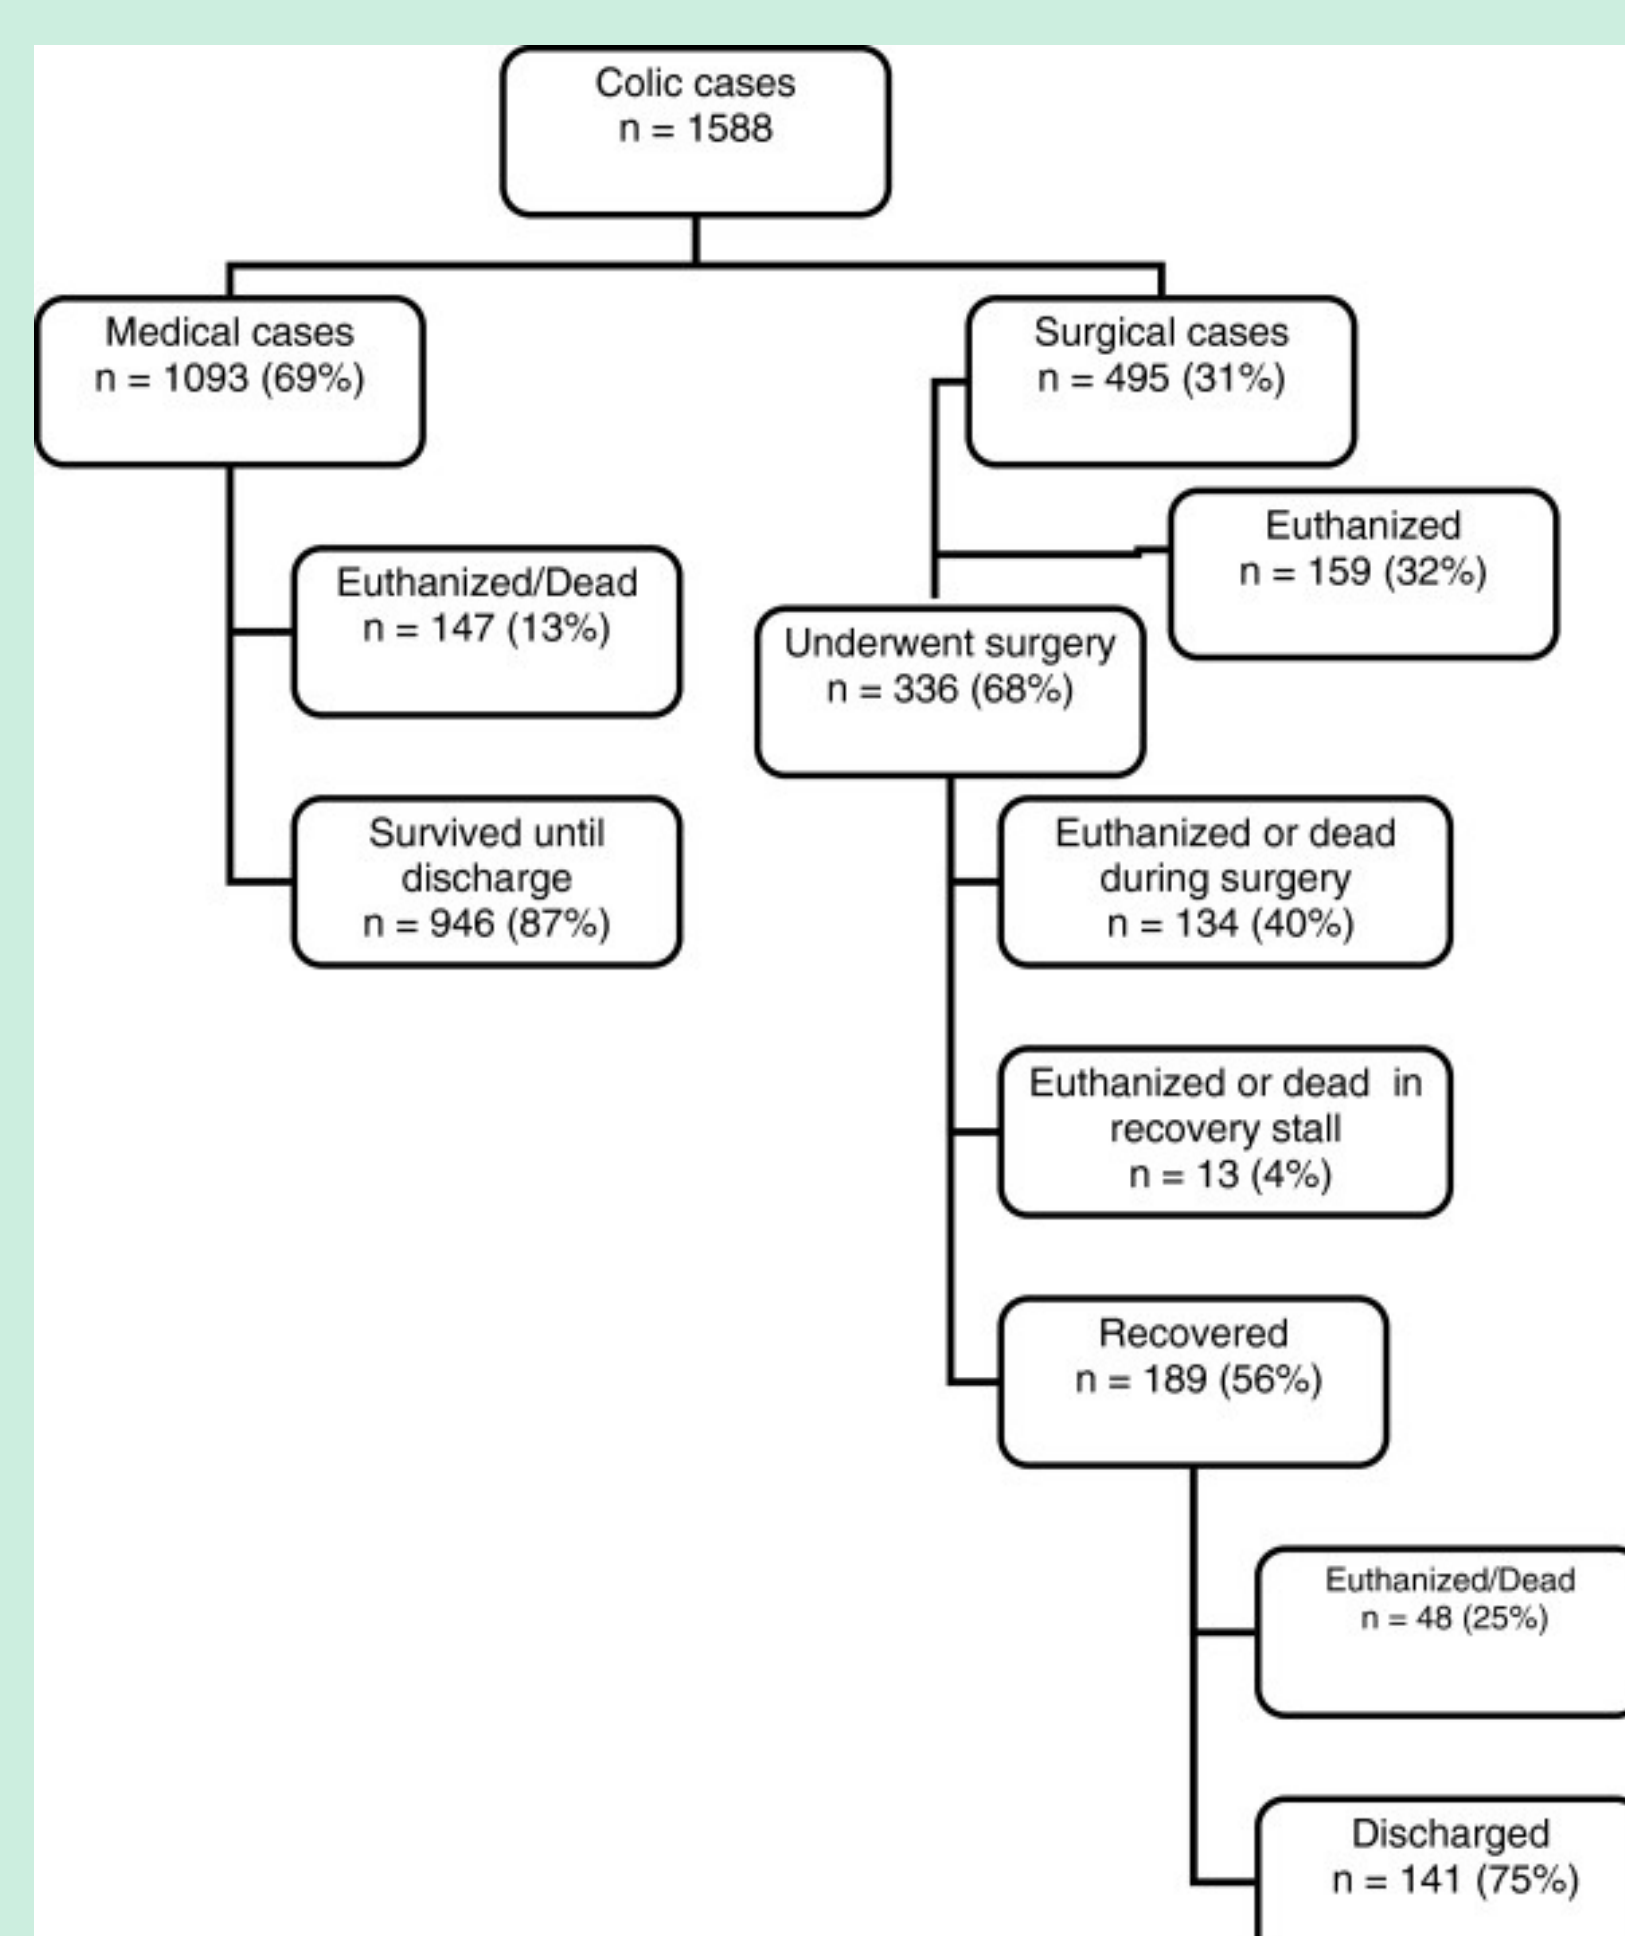 Colic cases
n = 1588
Medical cases
n = 1093 (69%)
Surgical cases
n = 495 (31%)
Euthanized
n = 159 (32%)
Euthanized/Dead
n = 147 (13%)
Underwent surgery
n = 336 (68%)
Survived until
discharge
n = 946 (87%)
Euthanized or dead
during surgery
n = 134 (40%)
Euthanized or dead  in
recovery stall
n = 13 (4%)
Recovered
n = 189 (56%)
Euthanized/Dead
n = 48 (25%)
Discharged
n = 141 (75%)